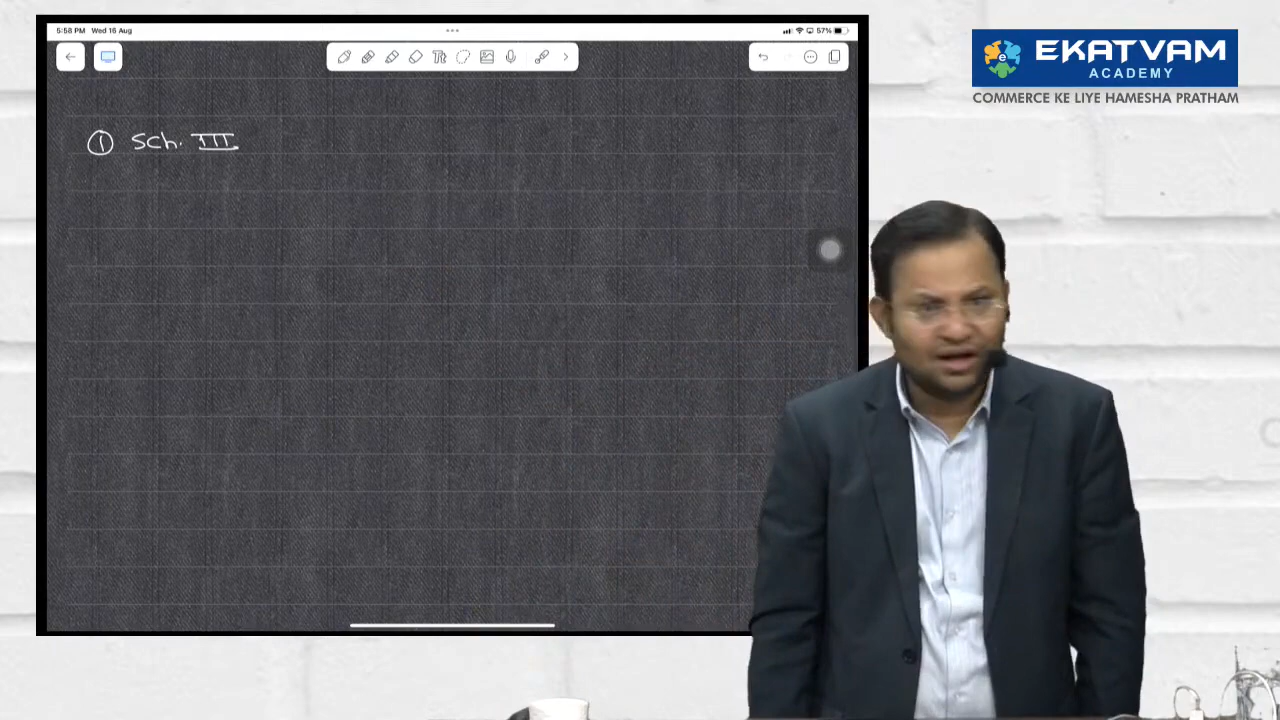 5:58 PM Wed 16 Aug
57%
EKATVAM
ACADEMY
COMMERCE KE LIYE HAMESHA PRATHAM
① Sch. III